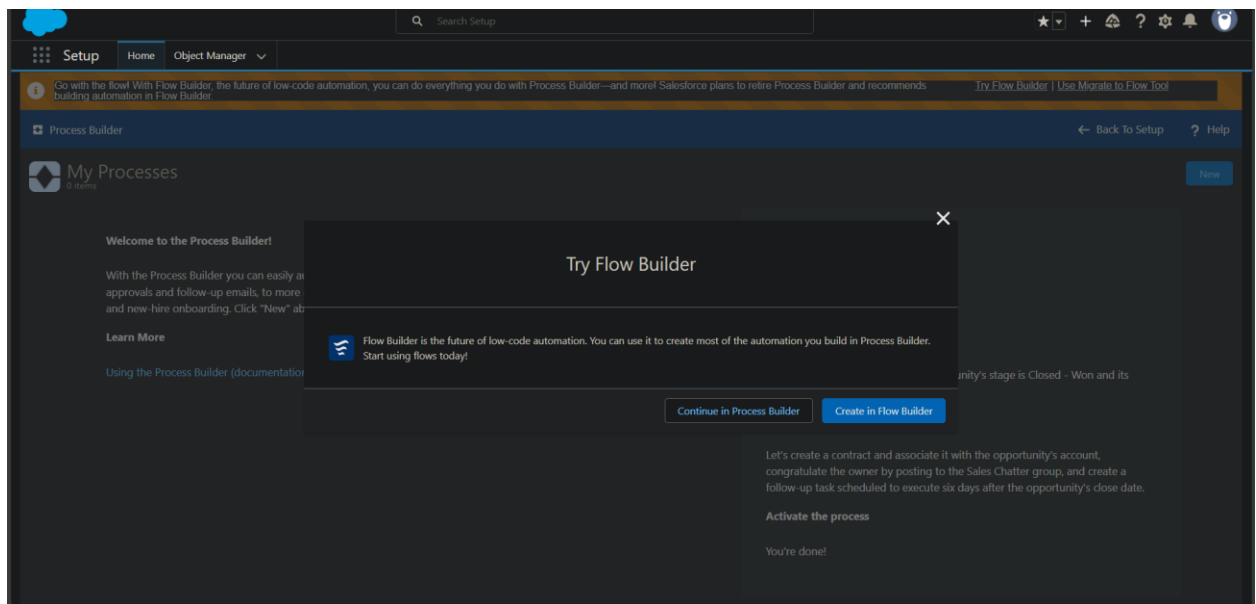 Search Setup
Setup
Home
Object Manager
Go with the flow! With Flow Builder, the future of low-code automation, you can do everything you do with Process Builder—and more! Salesforce plans to retire Process Builder and recommends
building automation in Flow Builder.
Try Flow Builder | Use Migrate to Flow Tool
Process Builder
Back To Setup
? Help
My Processes
0 items
New
Welcome to the Process Builder!
With the Process Builder you can easily
approvals and follow-up emails, to more
and new-hire onboarding. Click "New"
Learn More
Using the Process Builder (documentation
Try Flow Builder
Flow Builder is the future of low-code automation. You can use it to create most of the automation you build in Process Builder.
Start using flows today!
Continue in Process Builder
Create in Flow Builder
stage is Closed - Won and its
Let's create a contract and associate it with the opportunity's account,
congratulate the owner by posting to the Sales Chatter group, and create a
follow-up task scheduled to execute six days after the opportunity's close date.
Activate the process
You're done!